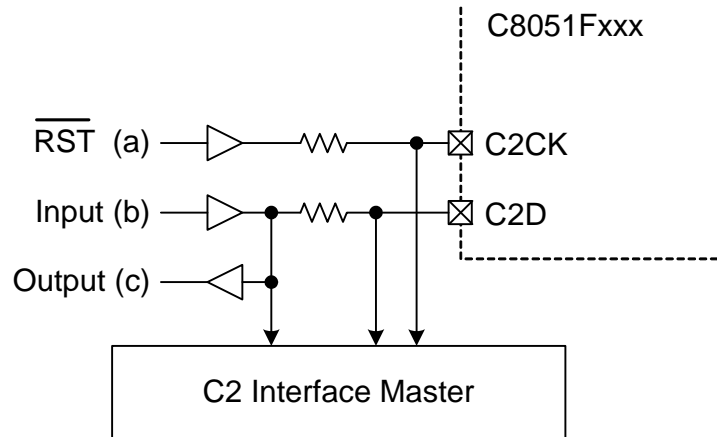 C8051Fxxx
RST (a)
C2CK
Input (b)
C2D
Output (c)
C2 Interface Master